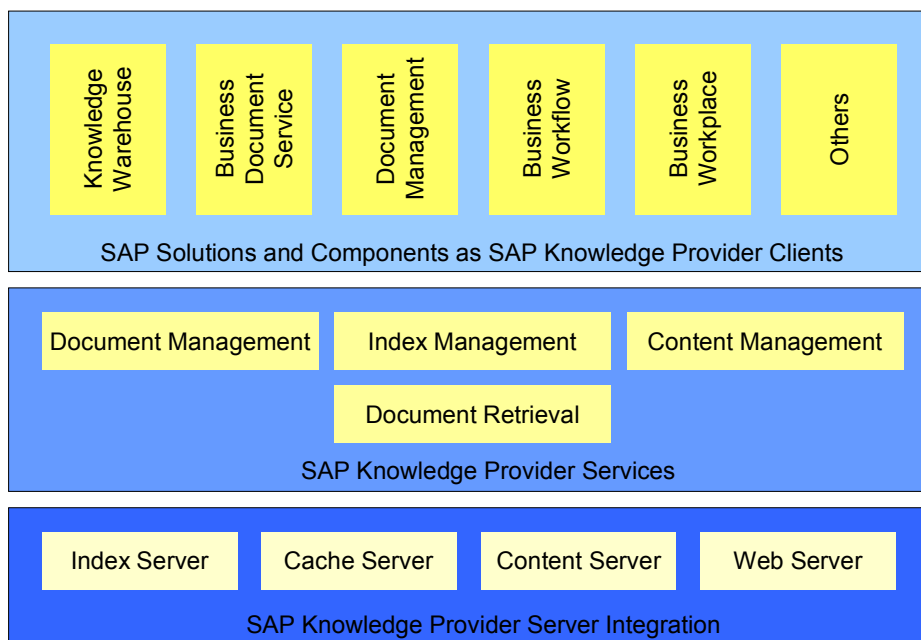 Knowledge
Warehouse
Business
Document
Service
Document
Management
Business
Workflow
Business
Workplace
Others
SAP Solutions and Components as SAP Knowledge Provider Clients
Document Management
Index Management
Content Management
Document Retrieval
SAP Knowledge Provider Services
Index Server
Cache Server
Content Server
Web Server
SAP Knowledge Provider Server Integration